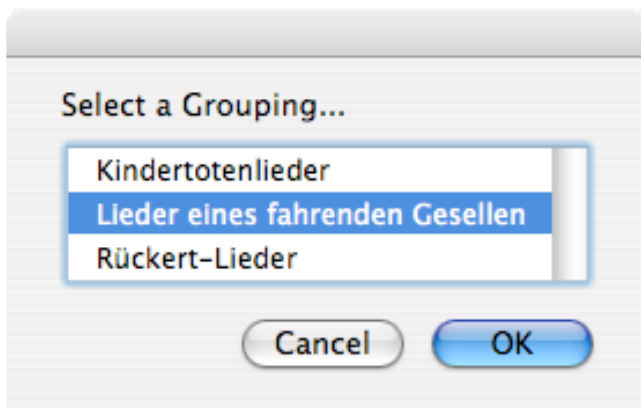 Select a Grouping...
Kindertotenlieder
Lieder eines fahrenden Gesellen
Rückert-Lieder
Cancel OK